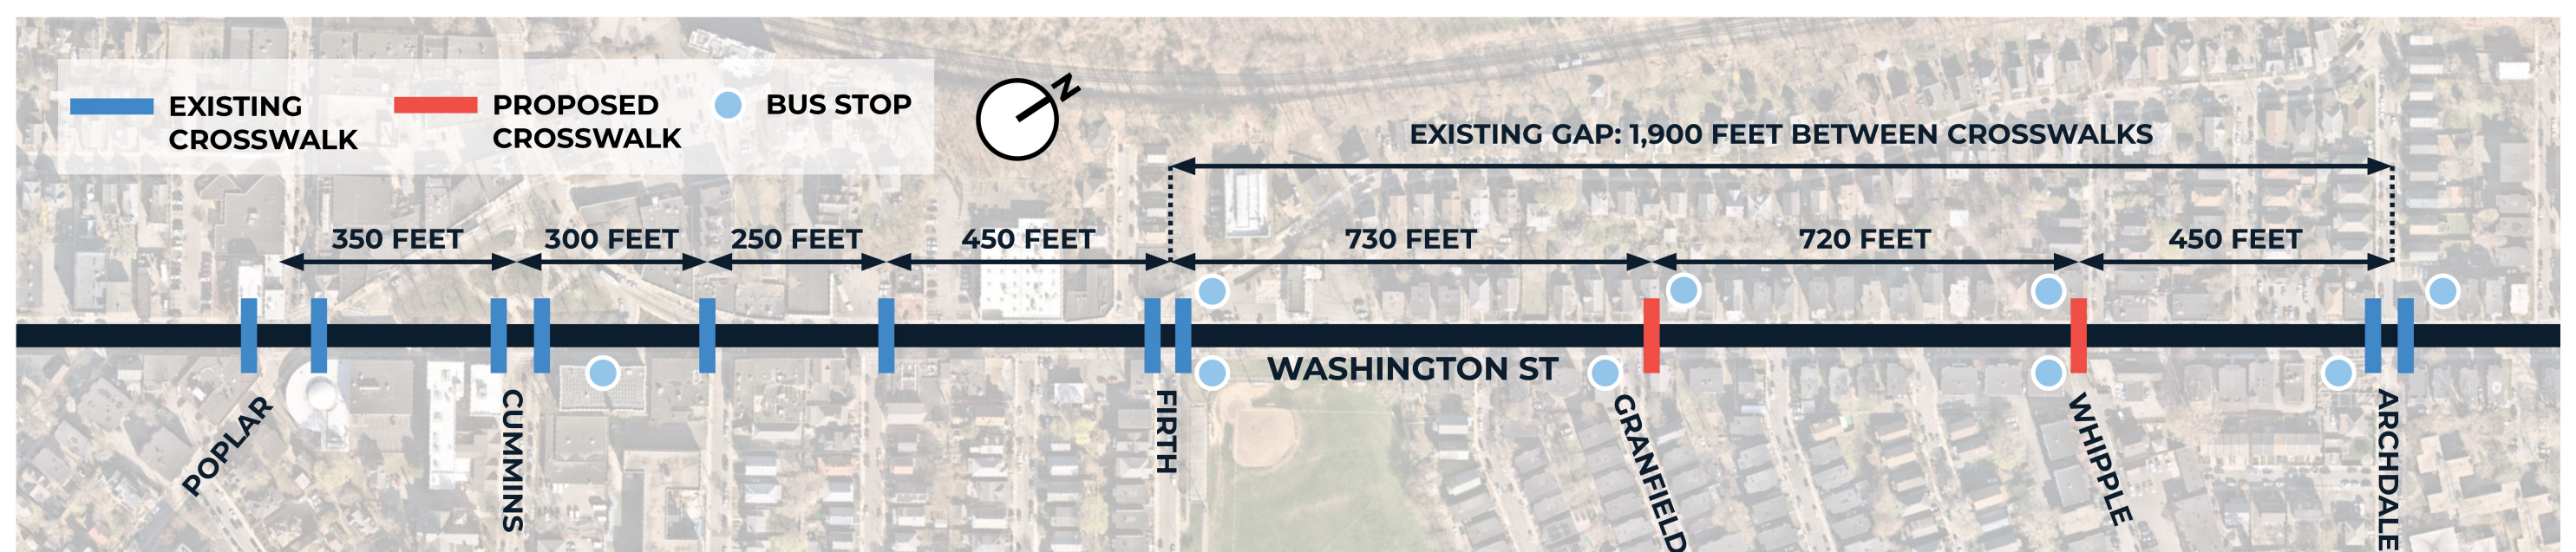 EXISTING
CROSSWALK
PROPOSED
CROSSWALK
BUS STOP
N
EXISTING GAP: 1,900 FEET BETWEEN CROSSWALKS
350 FEET
300 FEET
250 FEET
450 FEET
730 FEET
720 FEET
450 FEET
WASHINGTON ST
POPLAR
CUMMINS
FIRTH
GRANFIELD
WHIPPLE
ARCHDALE